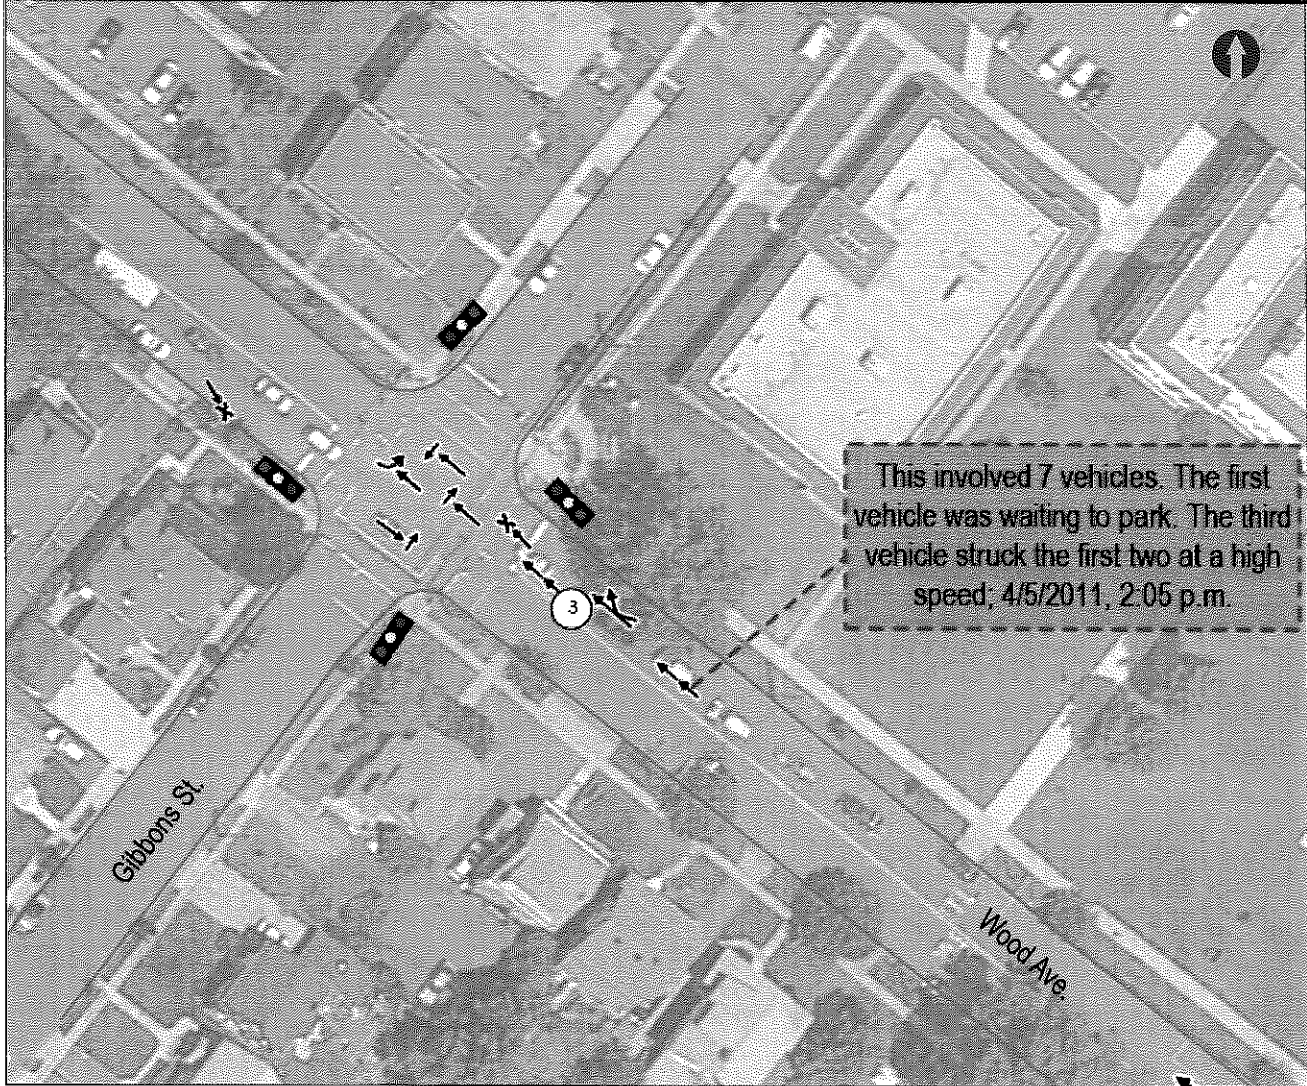 This involved 7 vehicles. The first
vehicle was waiting to park. The third
vehicle struck the first two at a high
speed; 4/5/2011, 2:05 p.m.
3
Gibbons St.
Wood Ave.